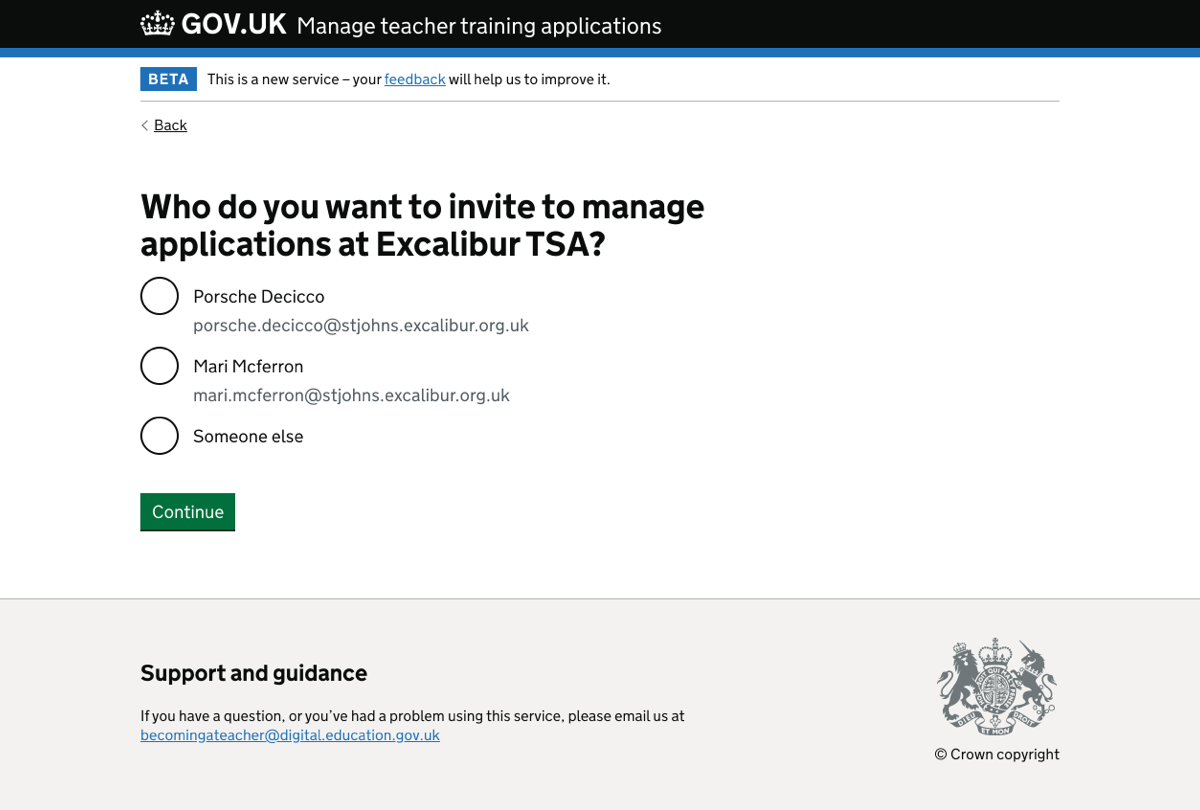 GOV.UK Manage teacher training applications
BETA This is a new service – your feedback will help us to improve it.
Back
Who do you want to invite to manage
applications at Excalibur TSA?
Porsche Decicco
porsche.decicco@stjohns.excalibur.org.uk
Mari Mcferron
mari.mcferron@stjohns.excalibur.org.uk
Someone else
Continue
Support and guidance
If you have a question, or you’ve had a problem using this service, please email us at
becomingateacher@digital.education.gov.uk
DIEU ET MON DROIT
© Crown copyright